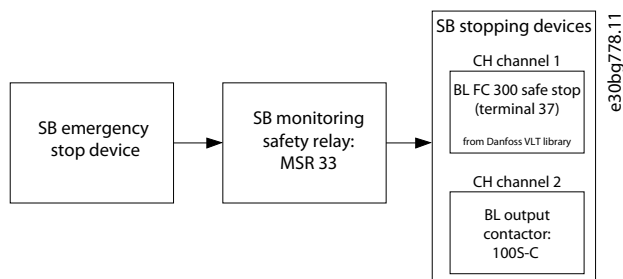 SB emergency
stop device
SB monitoring
safety relay:
MSR 33
SB stopping devices
CH channel 1
BL FC 300 safe stop
(terminal 37)
from Danfoss VLT library
CH channel 2
BL output
contactor:
100S-C
e30bq778.11